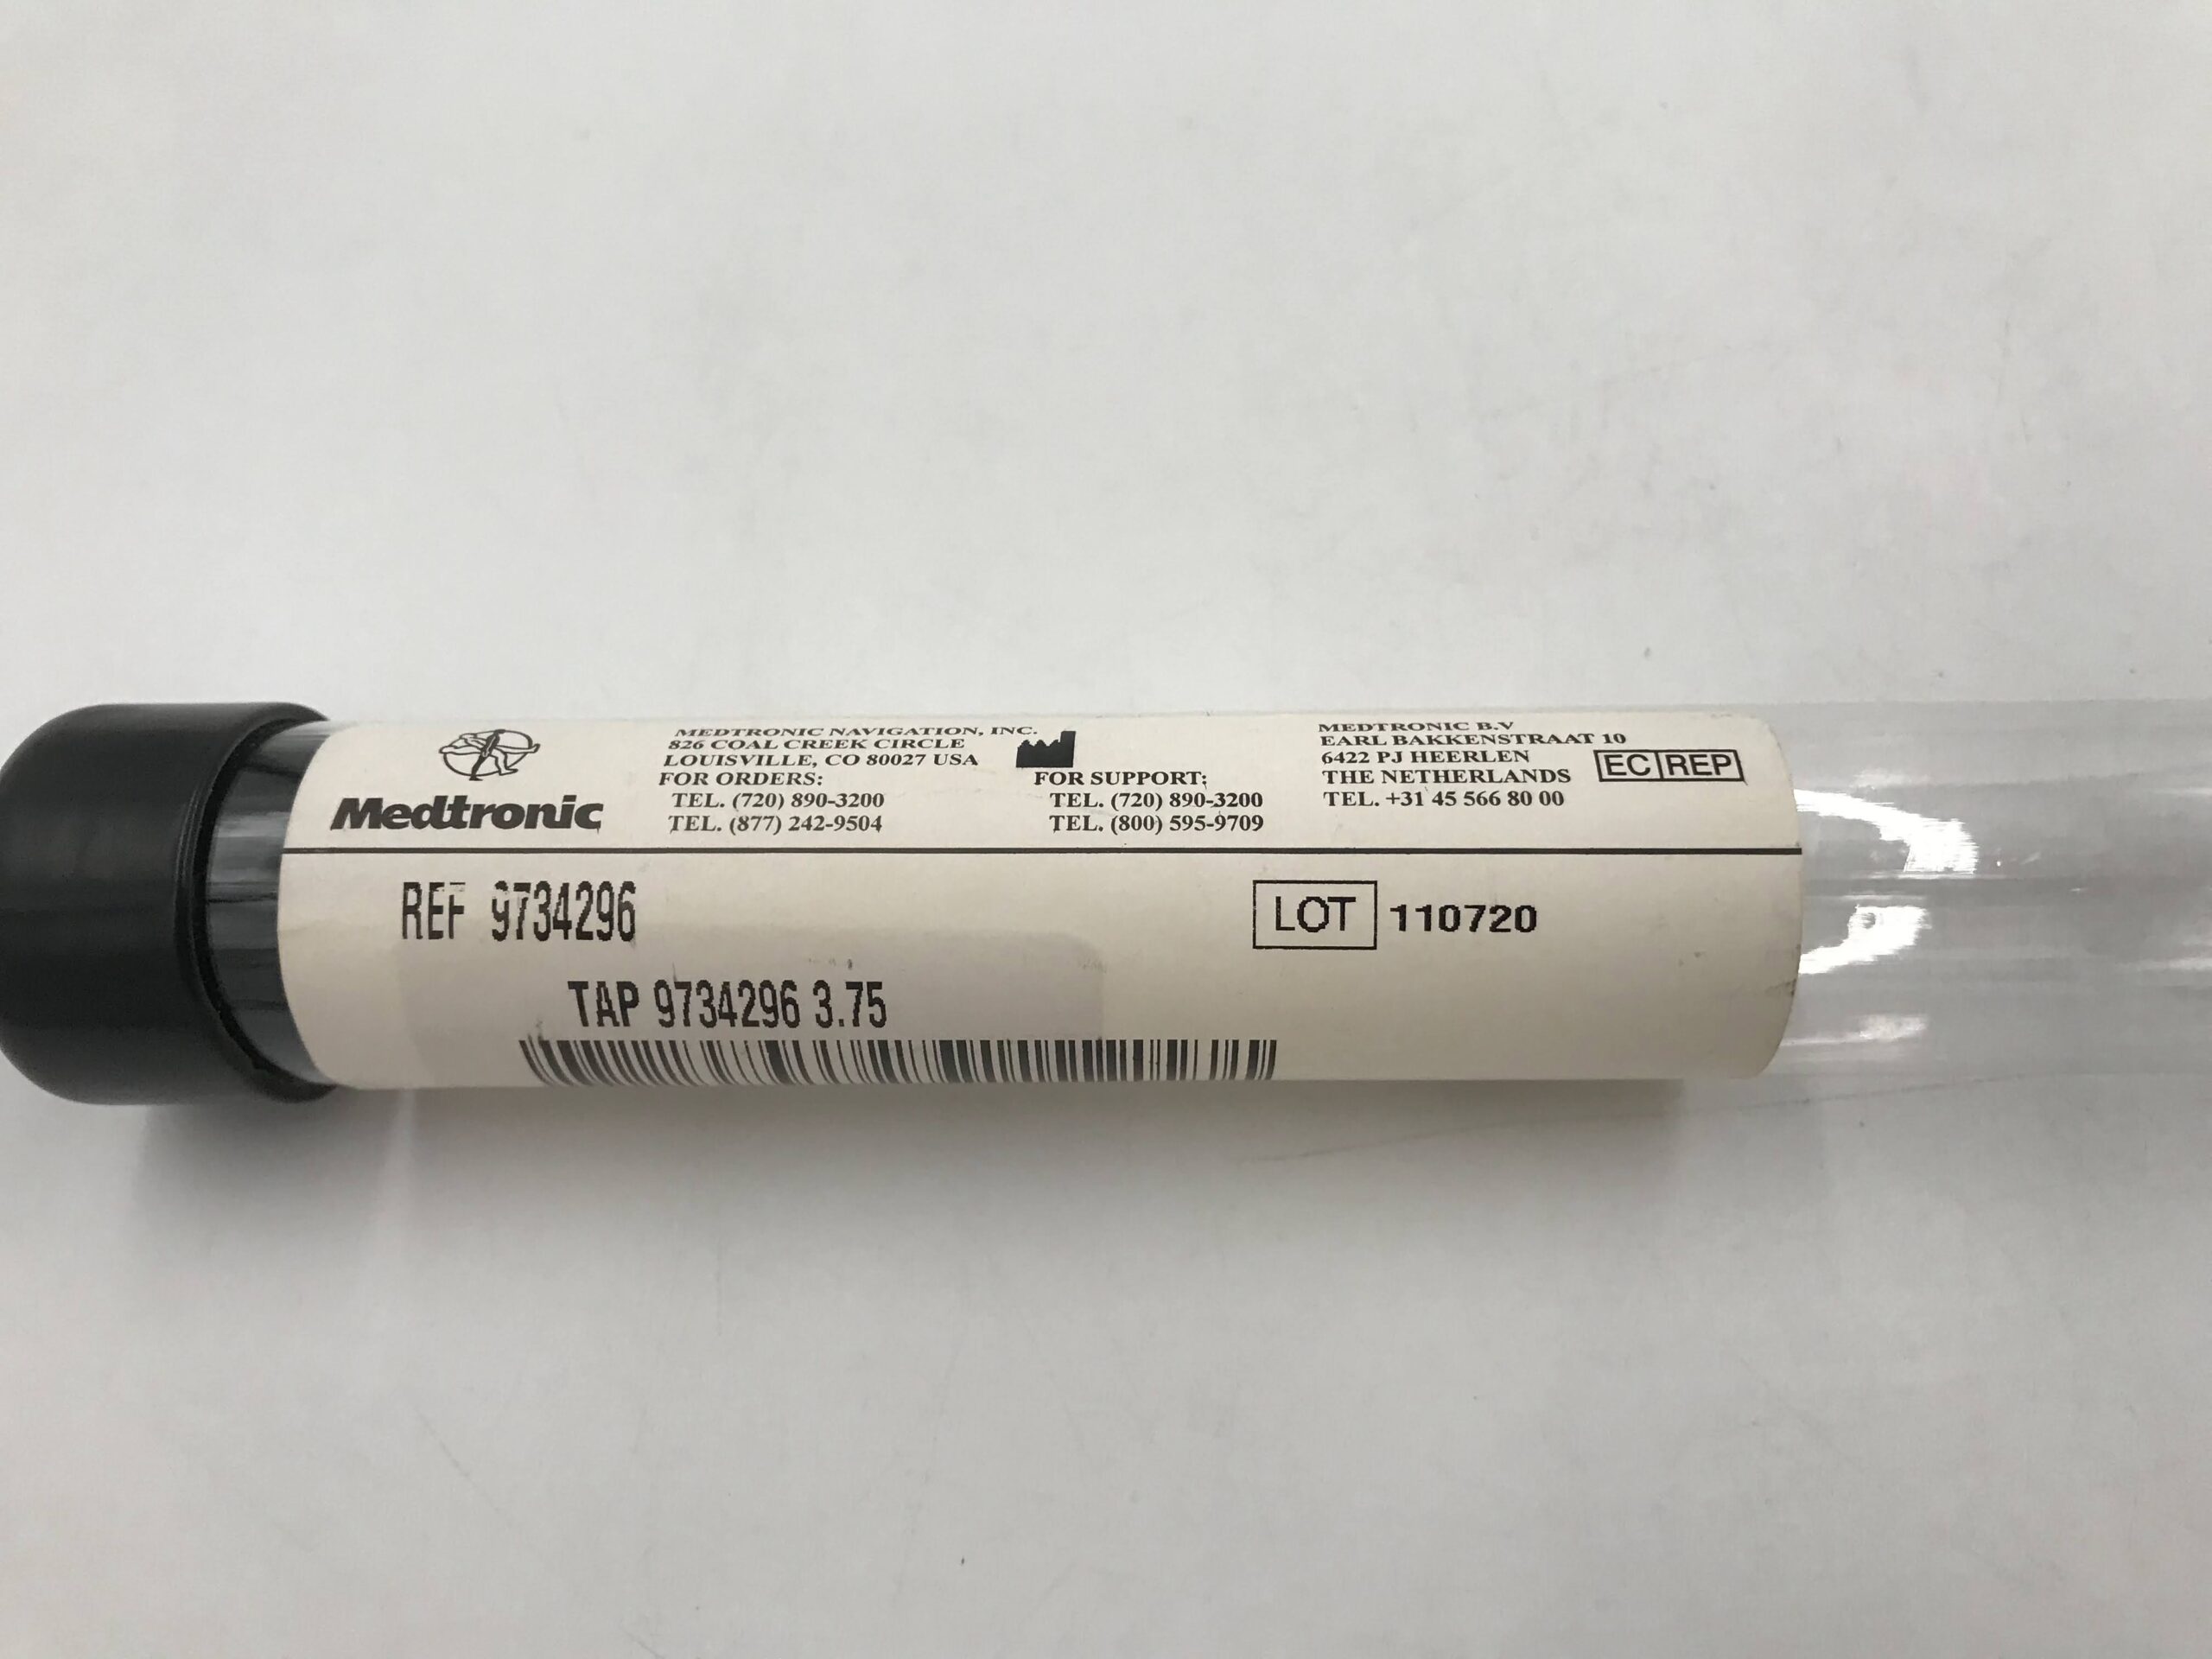 Medtronic
MEDTRONIC NAVIGATION, INC.
826 COAL CREEK CIRCLE
LOUISVILLE, CO 80027 USA
FOR ORDERS:
TEL. (720) 890-3200
TEL. (877) 242-9504
FOR SUPPORT:
TEL. (720) 890-3200
TEL. (800) 595-9709
MEDTRONIC B.V
EARL BAKKENSTRAAT 10
6422 PJ HEERLEN
THE NETHERLANDS
TEL. +31 45 566 80 00
EC REP
REF 9734296
LOT 110720
TAP 9734296 3.75